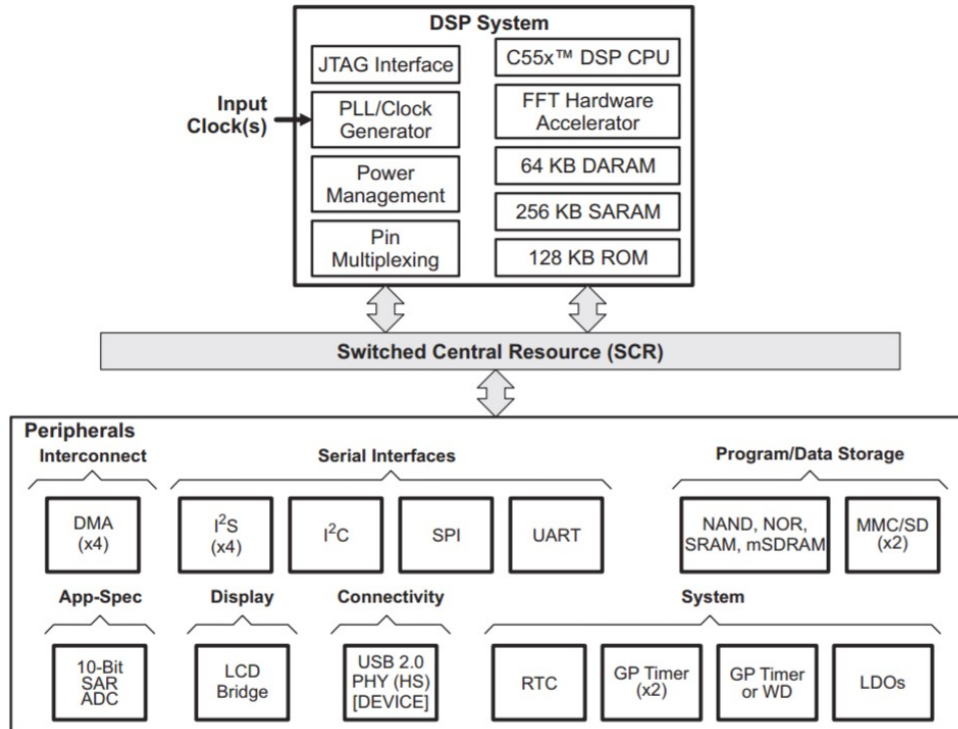 DSP System
JTAG Interface
C55x™ DSP CPU
Input
Clock(s)
PLL/Clock
Generator
FFT Hardware
Accelerator
Power
Management
64 KB DARAM
256 KB SARAM
Pin
Multiplexing
128 KB ROM
Switched Central Resource (SCR)
Peripherals
Interconnect
Serial Interfaces
Program/Data Storage
DMA
(x4)
I²S
(x4)
I²C
SPI
UART
NAND, NOR,
SRAM, mSDRAM
MMC/SD
(x2)
App-Spec
Display
Connectivity
System
10-Bit
SAR
ADC
LCD
Bridge
USB 2.0
PHY (HS)
[DEVICE]
RTC
GP Timer
(x2)
GP Timer
or WD
LDOs